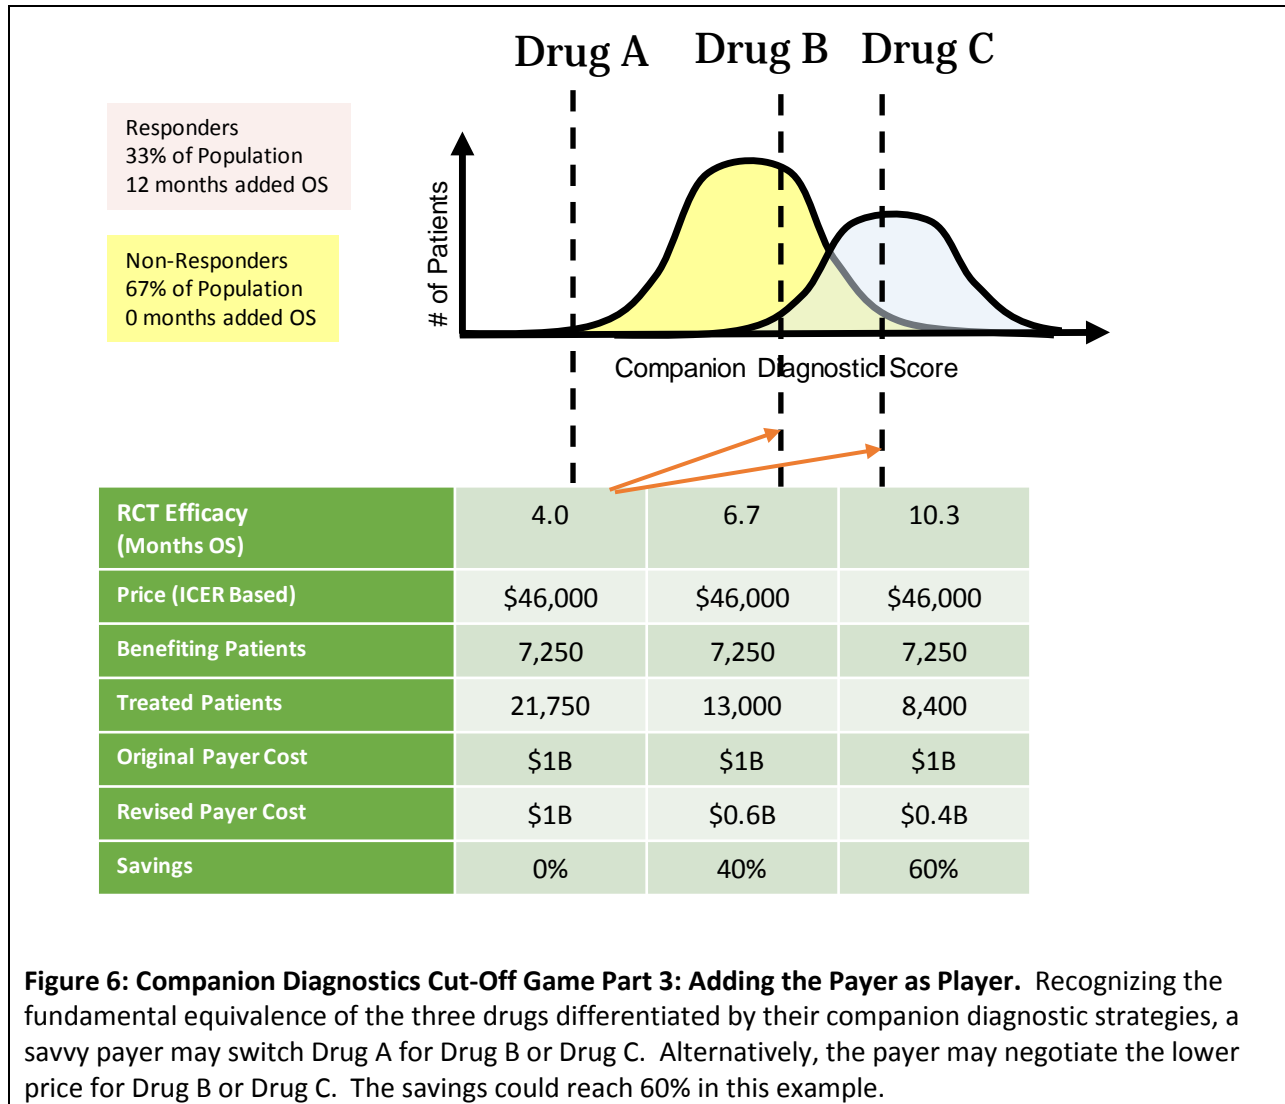 Drug A Drug B Drug C
Responders
33% of Population
12 months added OS
Non-Responders
67% of Population
0 months added OS
# of Patients
Companion Diagnostic Score
RCT Efficacy
(Months OS) 4.0 6.7 10.3
Price (ICER Based) $46,000 $46,000 $46,000
Benefiting Patients 7,250 7,250 7,250
Treated Patients 21,750 13,000 8,400
Original Payer Cost $1B $1B $1B
Revised Payer Cost $1B $0.6B $0.4B
Savings 0% 40% 60%
Figure 6: Companion Diagnostics Cut-Off Game Part 3: Adding the Payer as Player. Recognizing the
fundamental equivalence of the three drugs differentiated by their companion diagnostic strategies, a
savvy payer may switch Drug A for Drug B or Drug C. Alternatively, the payer may negotiate the lower
price for Drug B or Drug C. The savings could reach 60% in this example.